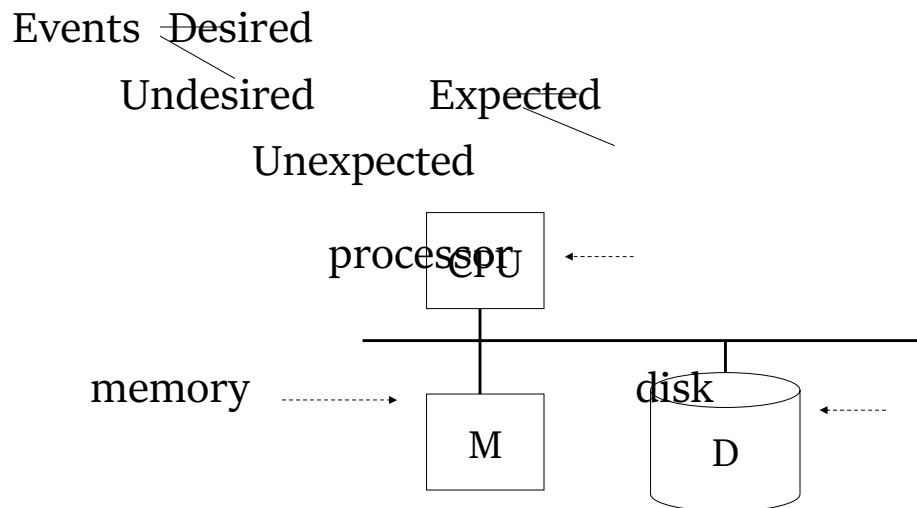 Events Desired
Undesired Expected
Unexpected
processor
CPU
memory
disk
M
D